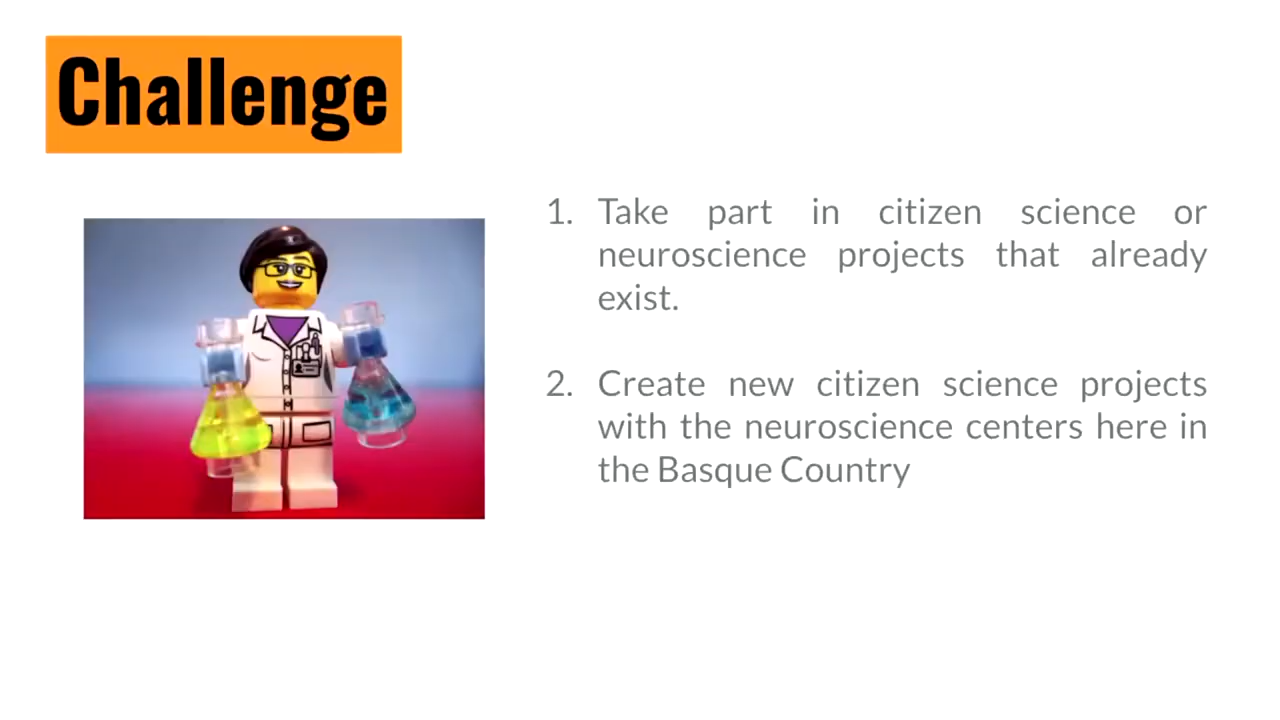 Challenge
1. Take part in citizen science or
neuroscience projects that already
exist.
2. Create new citizen science projects
with the neuroscience centers here in
the Basque Country